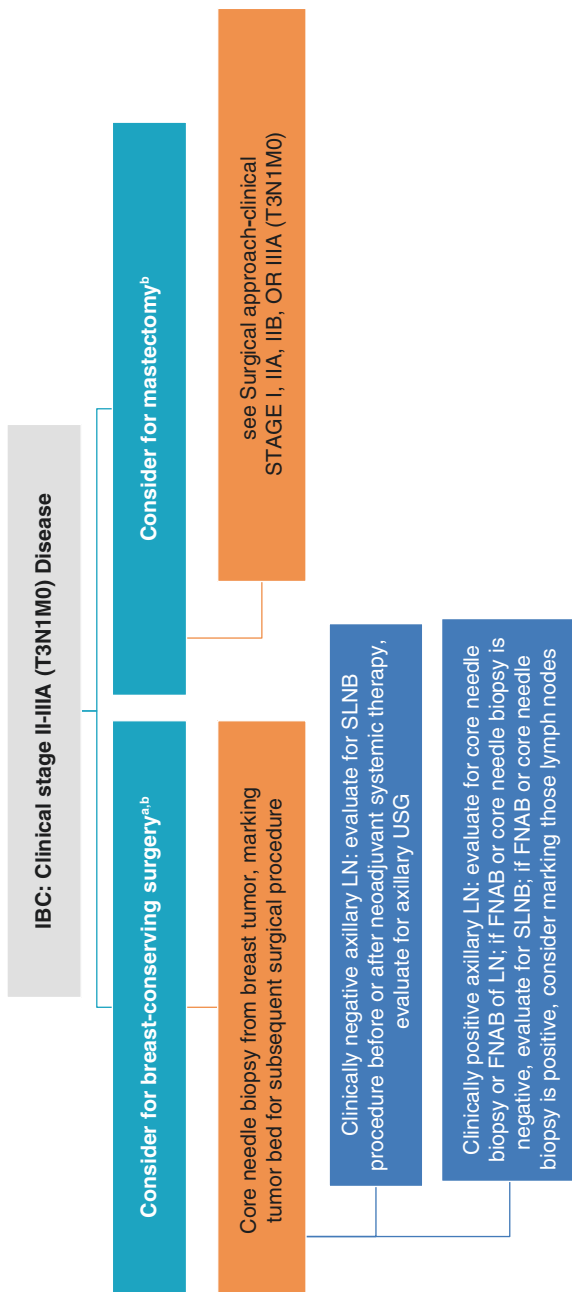 IBC: Clinical stage II-IIIA (T3N1M0) Disease
Consider for breast-conserving surgerya,b
Core needle biopsy from breast tumor, marking
tumor bed for subsequent surgical procedure
Clinically negative axillary LN: evaluate for SLNB
procedure before or after neoadjuvant systemic therapy,
evaluate for axillary USG
Clinically positive axillary LN: evaluate for core needle
biopsy or FNAB of LN; if FNAB or core needle biopsy is
negative, evaluate for SLNB; if FNAB or core needle
biopsy is positive, consider marking those lymph nodes
Consider for mastectomyb
see Surgical approach-clinical
STAGE I, IIA, IIB, OR IIIA (T3N1M0)